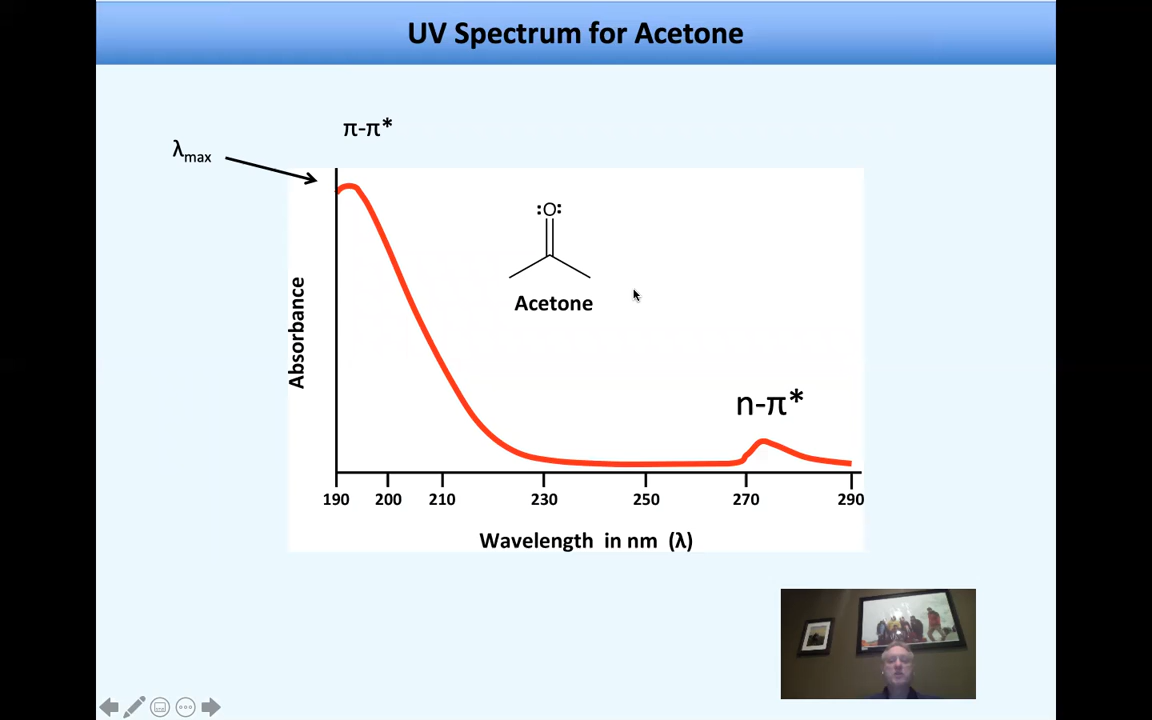 UV Spectrum for Acetone
π-π*
λmax
:O:
Acetone
Absorbance
n-π*
190 200 210 230 250 270 290
Wavelength in nm (λ)